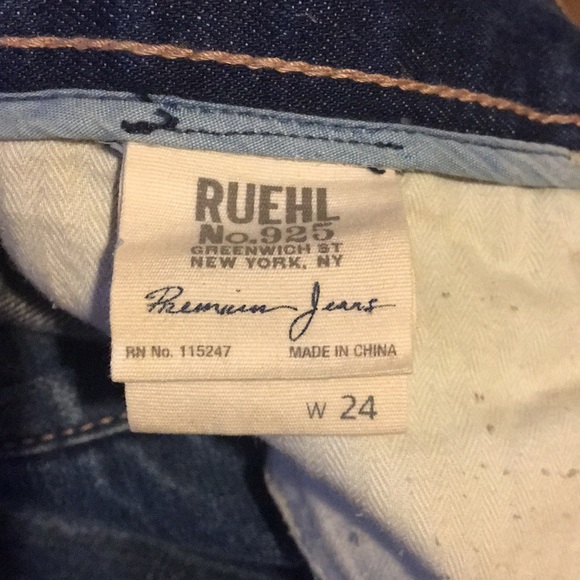 RUEHL
No.925
GREENWICH ST
NEW YORK, NY
Premium Jeans
RN No. 115247 MADE IN CHINA
W 24